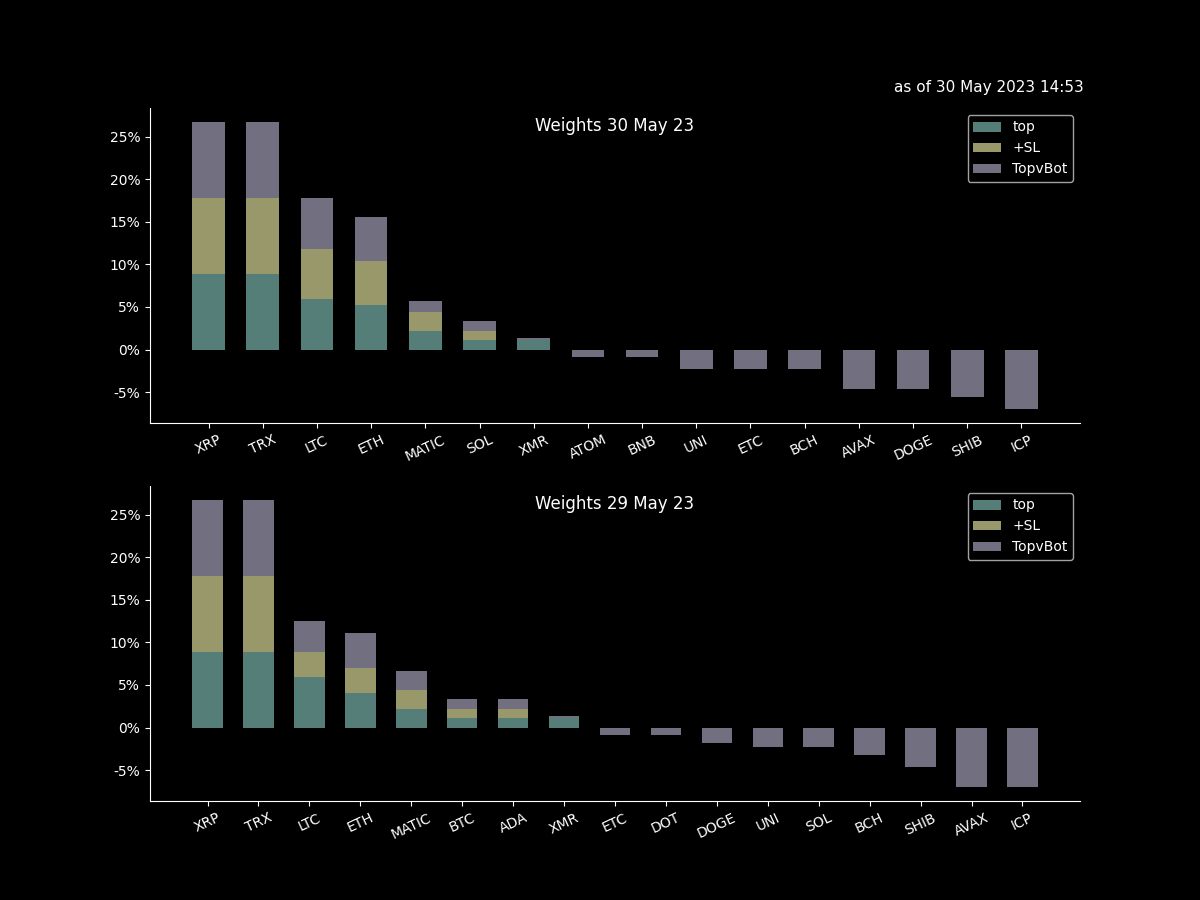 as of 30 May 2023 14:53
Weights 30 May 23
top
+SL
TopvBot
25%
20%
15%
10%
5%
0%
-5%
XRP TRX LTC ETH MATIC SOL XMR ATOM BNB UNI ETC BCH AVAX DOGE SHIB ICP
Weights 29 May 23
top
+SL
TopvBot
25%
20%
15%
10%
5%
0%
-5%
XRP TRX LTC ETH MATIC BTC ADA XMR ETC DOT DOGE UNI SOL BCH SHIB AVAX ICP